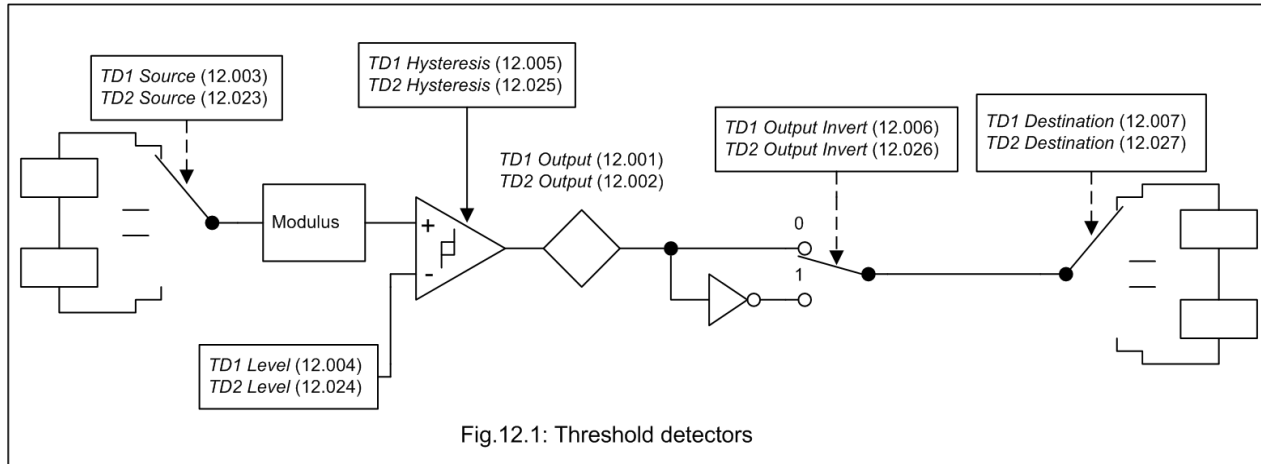 TD1 Source (12.003)
TD2 Source (12.023)
TD1 Hysteresis (12.005)
TD2 Hysteresis (12.025)
TD1 Output (12.001)
TD2 Output (12.002)
TD1 Output Invert (12.006)
TD2 Output Invert (12.026)
TD1 Destination (12.007)
TD2 Destination (12.027)
Modulus
+
-
0
1
TD1 Level (12.004)
TD2 Level (12.024)
Fig.12.1: Threshold detectors